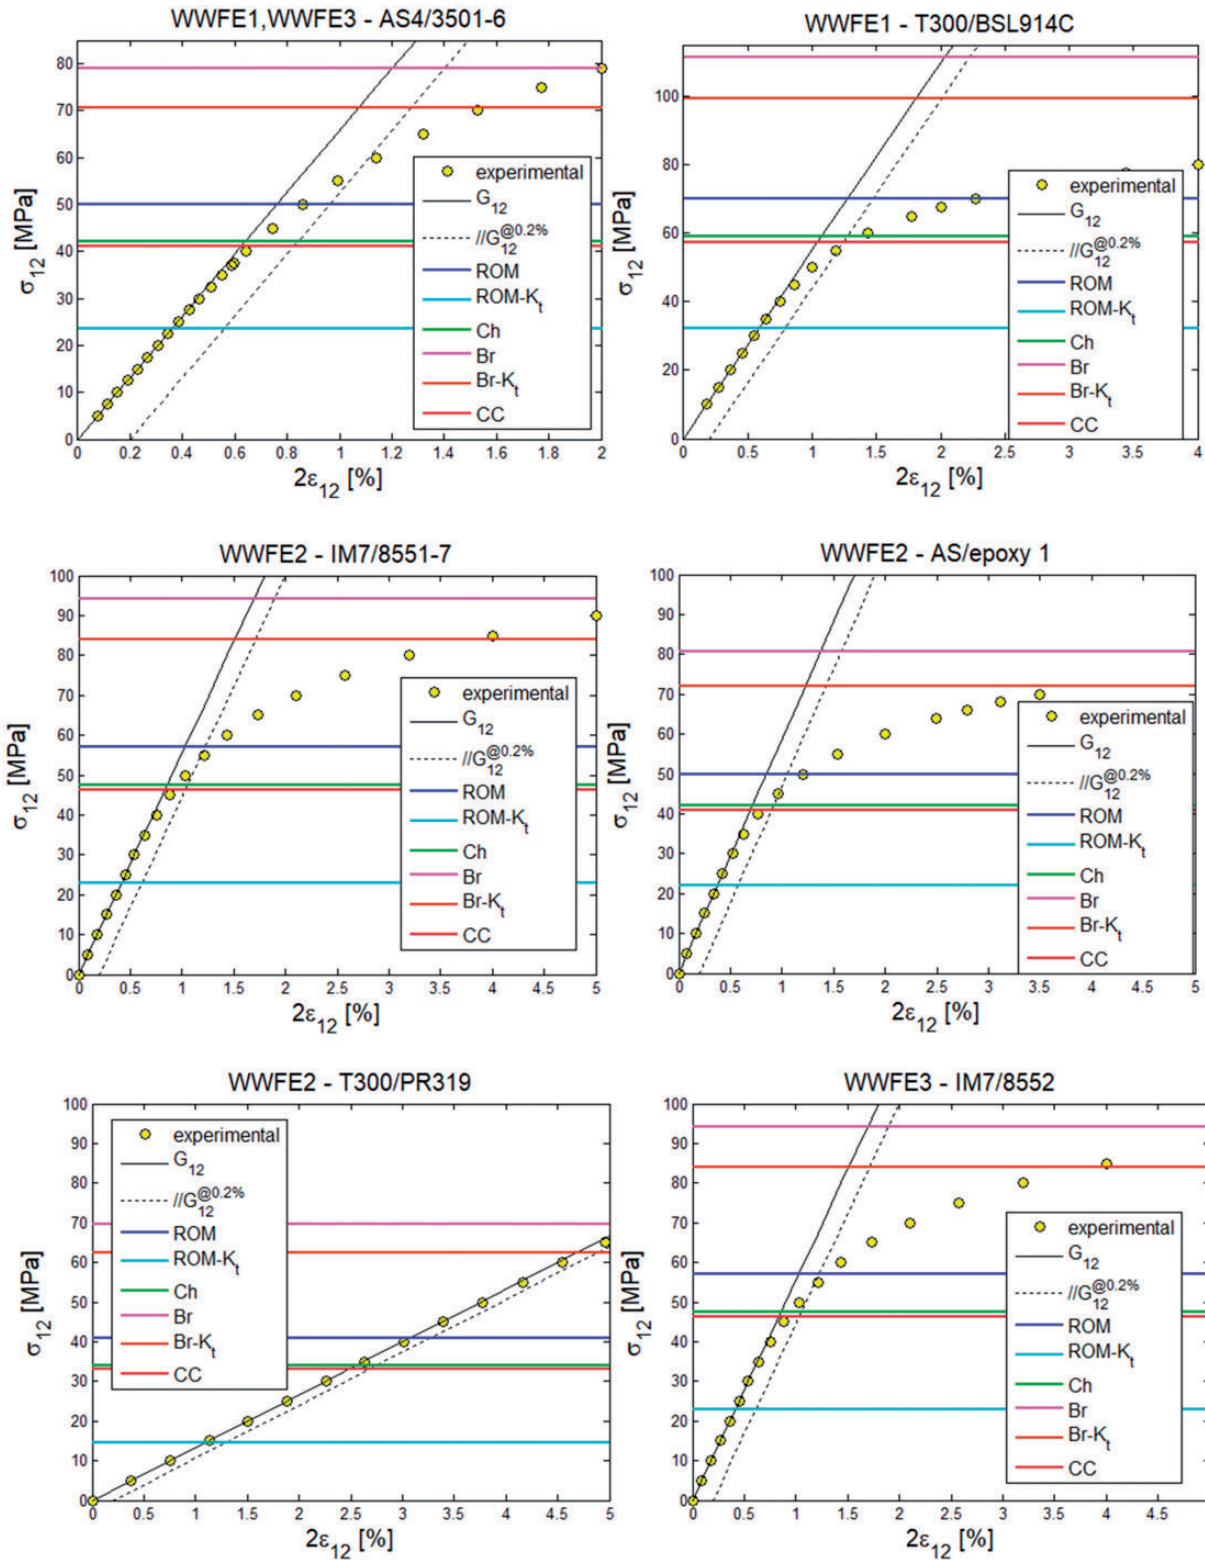 WWFE1,WWFE3 - AS4/3501-6
σ12 [MPa]
80
70
60
50
40
30
20
10
0
experimental
G12
//G12@0.2%
ROM
ROM-Kt
Ch
Br
Br-Kt
CC
0 0.2 0.4 0.6 0.8 1 1.2 1.4 1.6 1.8 2
2ε12 [%]
WWFE1 - T300/BSL914C
σ12 [MPa]
100
80
60
40
20
0
experimental
G12
//G12@0.2%
ROM
ROM-Kt
Ch
Br
Br-Kt
CC
0 0.5 1 1.5 2 2.5 3 3.5 4
2ε12 [%]
WWFE2 - IM7/8551-7
σ12 [MPa]
100
90
80
70
60
50
40
30
20
10
0
experimental
G12
//G12@0.2%
ROM
ROM-Kt
Ch
Br
Br-Kt
CC
0 0.5 1 1.5 2 2.5 3 3.5 4 4.5 5
2ε12 [%]
WWFE2 - AS/epoxy 1
σ12 [MPa]
100
90
80
70
60
50
40
30
20
10
0
experimental
G12
//G12@0.2%
ROM
ROM-Kt
Ch
Br
Br-Kt
CC
0 0.5 1 1.5 2 2.5 3 3.5 4 4.5 5
2ε12 [%]
WWFE2 - T300/PR319
σ12 [MPa]
100
90
80
70
60
50
40
30
20
10
0
experimental
G12
//G12@0.2%
ROM
ROM-Kt
Ch
Br
Br-Kt
CC
0 0.5 1 1.5 2 2.5 3 3.5 4 4.5 5
2ε12 [%]
WWFE3 - IM7/8552
σ12 [MPa]
100
90
80
70
60
50
40
30
20
10
0
experimental
G12
//G12@0.2%
ROM
ROM-Kt
Ch
Br
Br-Kt
CC
0 0.5 1 1.5 2 2.5 3 3.5 4 4.5 5
2ε12 [%]